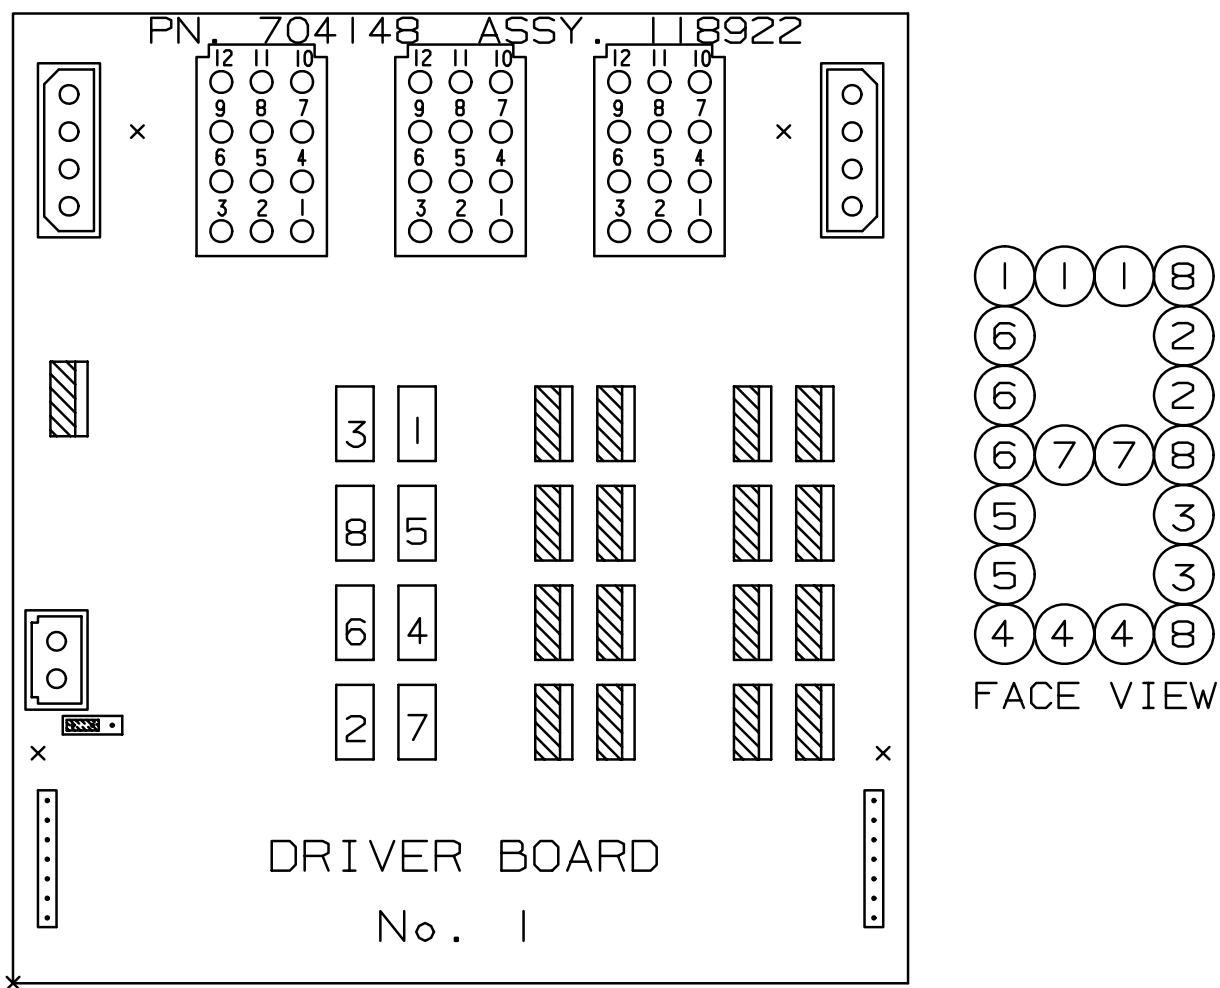 PN. 704148 ASSY. 118922
12 11 10 12 11 10 12 11 10
9 8 7 9 8 7 9 8 7
6 5 4 6 5 4 6 5 4
3 2 1 3 2 1 3 2 1
3 1
8 5
6 4
2 7
DRIVER BOARD
No. 1
1 1 1 8
6 2
6 2
6 7 7 8
5 3
5 3
4 4 4 8
FACE VIEW